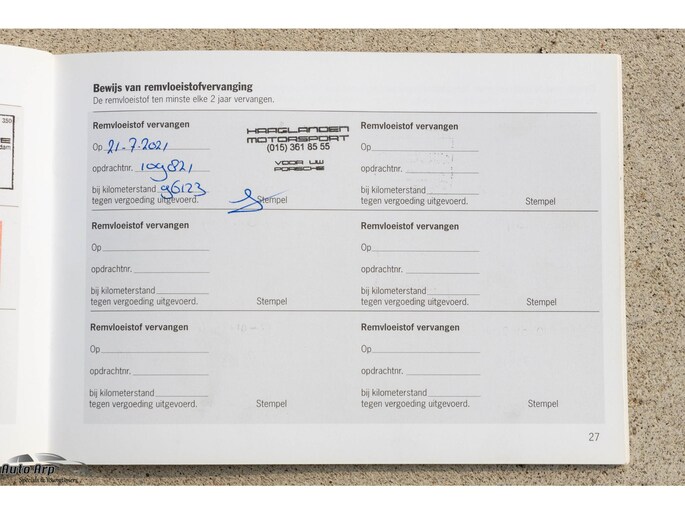 Bewijs van remvloeistofvervanging
De remvloeistof ten minste elke 2 jaar vervangen.
Remvloeistof vervangen
Op 21-7-2021
opdrachtnr. 109821
bij kilometerstand 96123
tegen vergoeding uitgevoerd.
HAAGLANDEN
MOTORSPORT
(015) 361 85 55
VOOR UW
PORSCHE
Stempel
Remvloeistof vervangen
Op
opdrachtnr.
bij kilometerstand
tegen vergoeding uitgevoerd.
Stempel
Remvloeistof vervangen
Op
opdrachtnr.
bij kilometerstand
tegen vergoeding uitgevoerd.
Stempel
Remvloeistof vervangen
Op
opdrachtnr.
bij kilometerstand
tegen vergoeding uitgevoerd.
Stempel
Remvloeistof vervangen
Op
opdrachtnr.
bij kilometerstand
tegen vergoeding uitgevoerd.
Stempel
Remvloeistof vervangen
Op
opdrachtnr.
bij kilometerstand
tegen vergoeding uitgevoerd.
Stempel
27
Auto Arp
Specials & Youngtimers